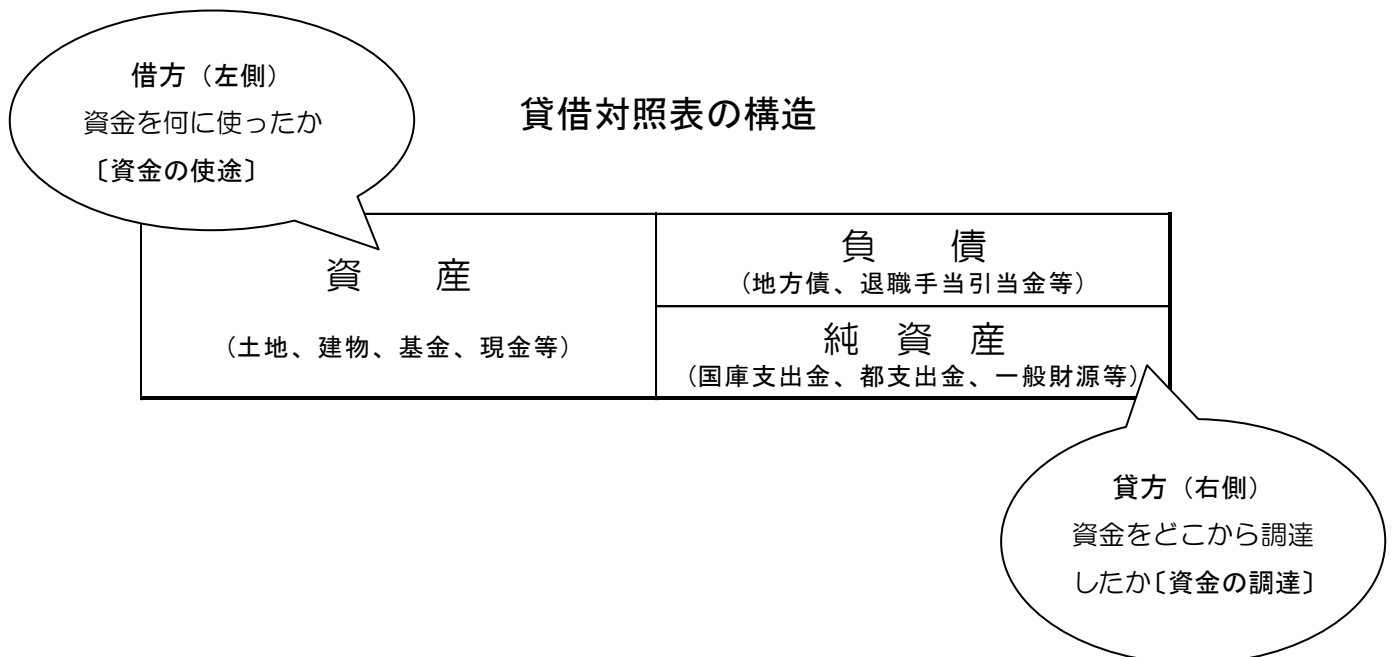 借方（左側）
資金を何に使ったか
〔資金の使途〕
貸借対照表の構造
資　産
（土地、建物、基金、現金等）
負　債
（地方債、退職手当引当金等）
純　資　産
（国庫支出金、都支出金、一般財源等）
貸方（右側）
資金をどこから調達
したか〔資金の調達〕